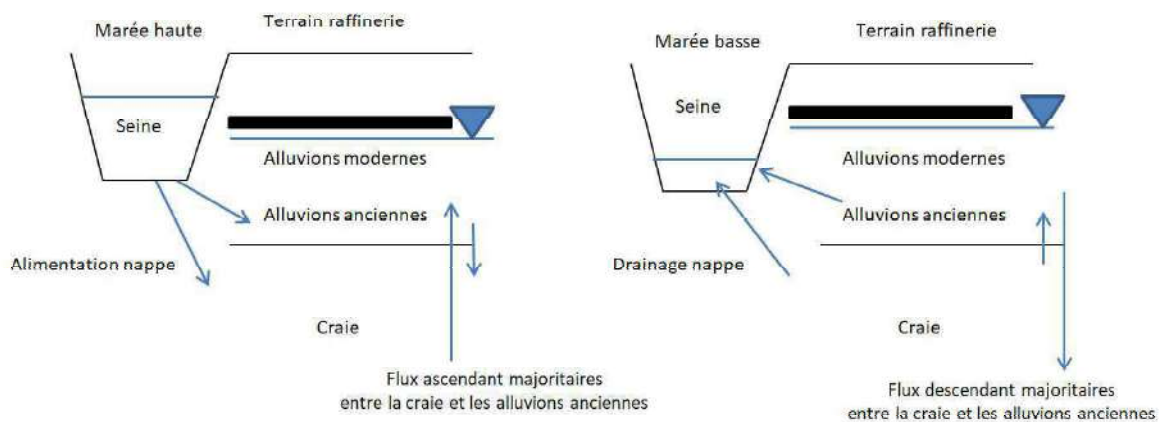 Marée haute
Terrain raffinerie
Seine
Alluvions modernes
Alluvions anciennes
Alimentation nappe
Craie
Flux ascendant majoritaires
entre la craie et les alluvions anciennes
Marée basse
Terrain raffinerie
Seine
Alluvions modernes
Alluvions anciennes
Drainage nappe
Craie
Flux descendant majoritaires
entre la craie et les alluvions anciennes